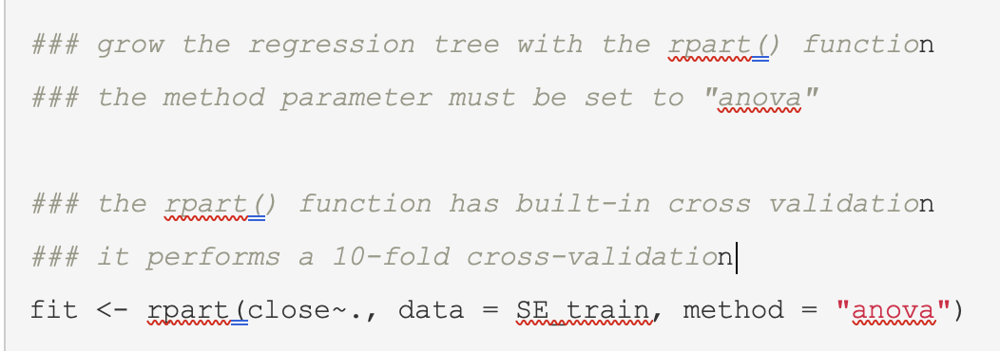 ### grow the regression tree with the rpart() function
### the method parameter must be set to "anova"
### the rpart() function has built-in cross validation
### it performs a 10-fold cross-validation
fit <- rpart(close~., data = SE_train, method = "anova")